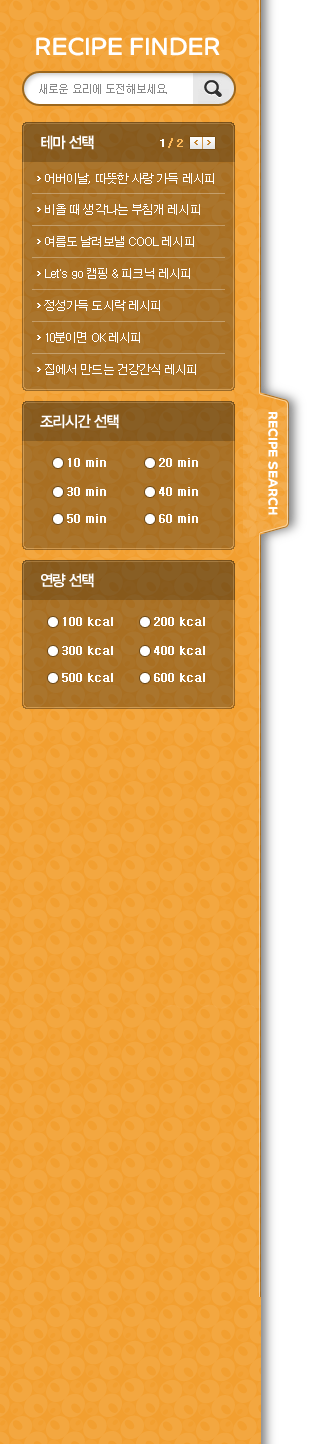 RECIPE FINDER
새로운 요리에 도전해보세요.
테마 선택 1 / 2
어버이날, 따뜻한 사랑 가득 레시피
비올 때 생각나는 부침개 레시피
여름도 날려보낼 COOL 레시피
Let's go 캠핑 & 피크닉 레시피
정성가득 도시락 레시피
10분이면 OK 레시피
집에서 만드는 건강간식 레시피
RECIPE SEARCH
조리시간 선택
10 min 20 min
30 min 40 min
50 min 60 min
연량 선택
100 kcal 200 kcal
300 kcal 400 kcal
500 kcal 600 kcal